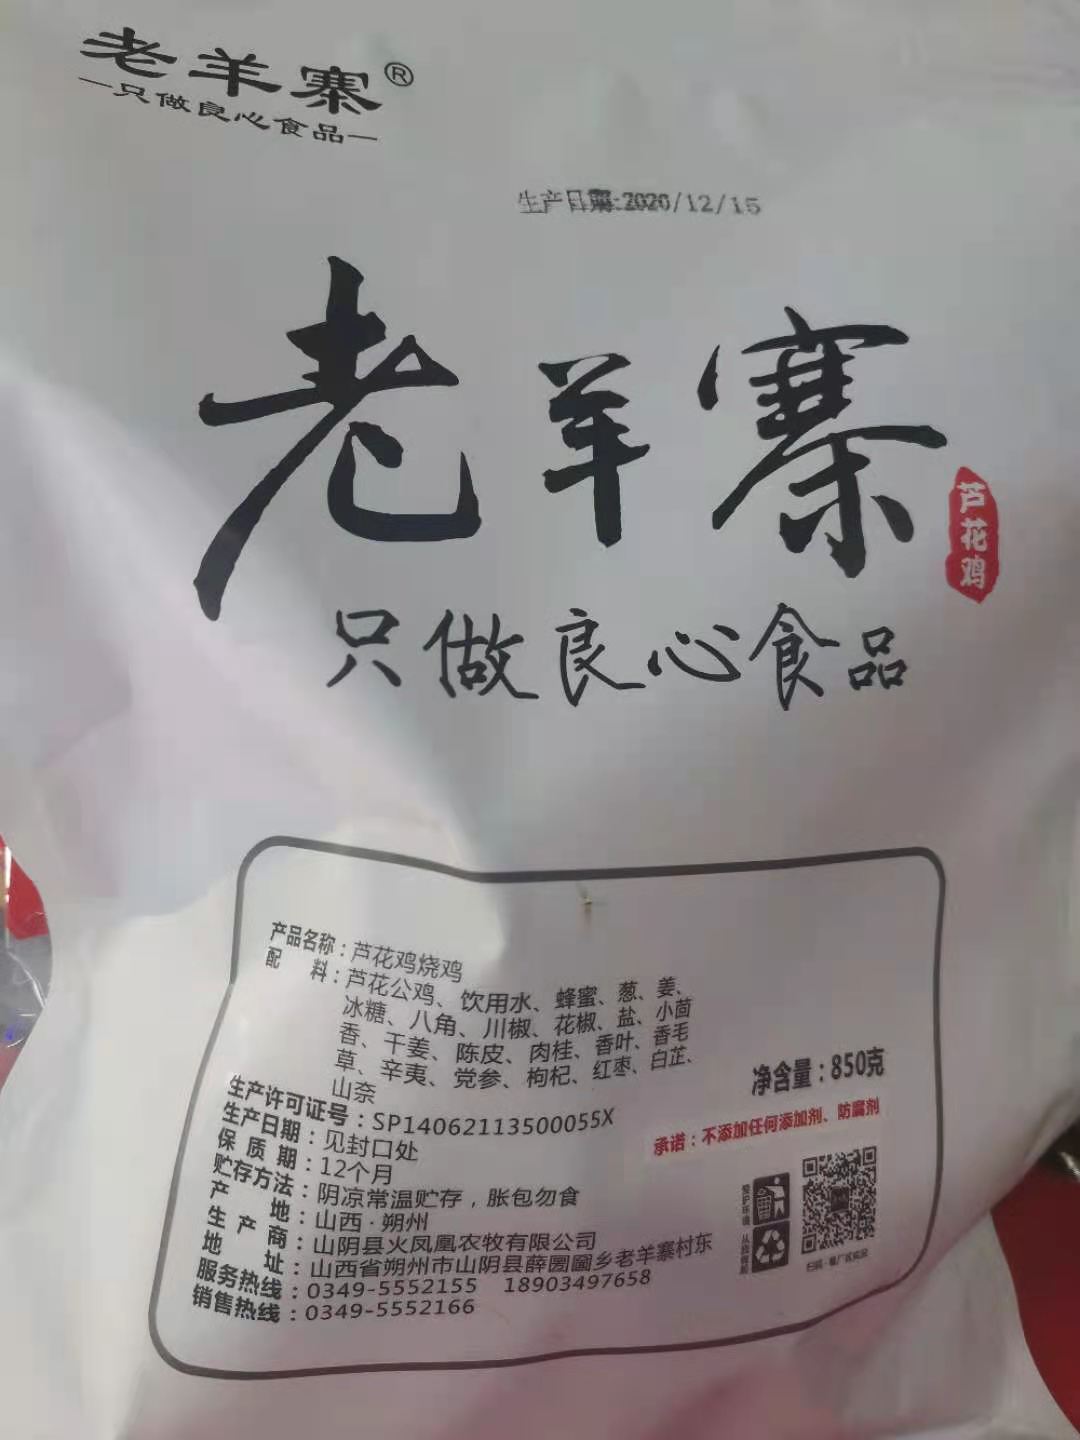 老羊寨®
—只做良心食品—
生产日期:2020/12/15
老羊寨
芦花鸡
只做良心食品
产品名称：芦花鸡烧鸡
配 料：芦花公鸡、饮用水、蜂蜜、葱、姜、
冰糖、八角、川椒、花椒、盐、小茴
香、干姜、陈皮、肉桂、香叶、香毛
草、辛夷、党参、枸杞、红枣、白芷、
山奈
净含量：850克
生产许可证号：SP14062113500055X
承诺：不添加任何添加剂、防腐剂
生产日期：见封口处
保质期：12个月
贮存方法：阴凉常温贮存，胀包勿食
产 地：山西·朔州
生产商：山阴县火凤凰农牧有限公司
地 址：山西省朔州市山阴县薛圐圙乡老羊寨村东
服务热线：0349-5552155 18903497658
销售热线：0349-5552166